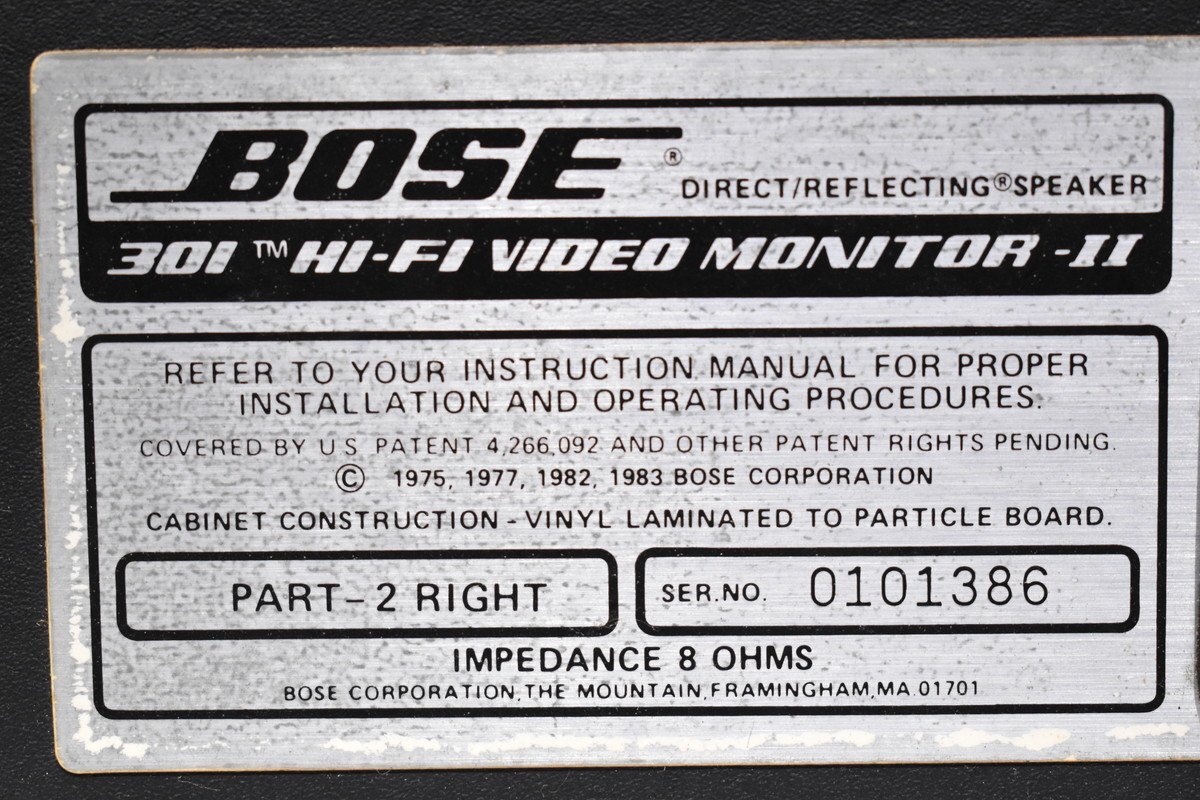 BOSE®
DIRECT/REFLECTING®SPEAKER
301 ™ HI-FI VIDEO MONITOR -II
REFER TO YOUR INSTRUCTION MANUAL FOR PROPER
INSTALLATION AND OPERATING PROCEDURES.
COVERED BY U S PATENT 4,266,092 AND OTHER PATENT RIGHTS PENDING.
© 1975, 1977, 1982, 1983 BOSE CORPORATION
CABINET CONSTRUCTION - VINYL LAMINATED TO PARTICLE BOARD.
PART-2 RIGHT
SER.NO. 0101386
IMPEDANCE 8 OHMS
BOSE CORPORATION, THE MOUNTAIN, FRAMINGHAM, MA. 01701